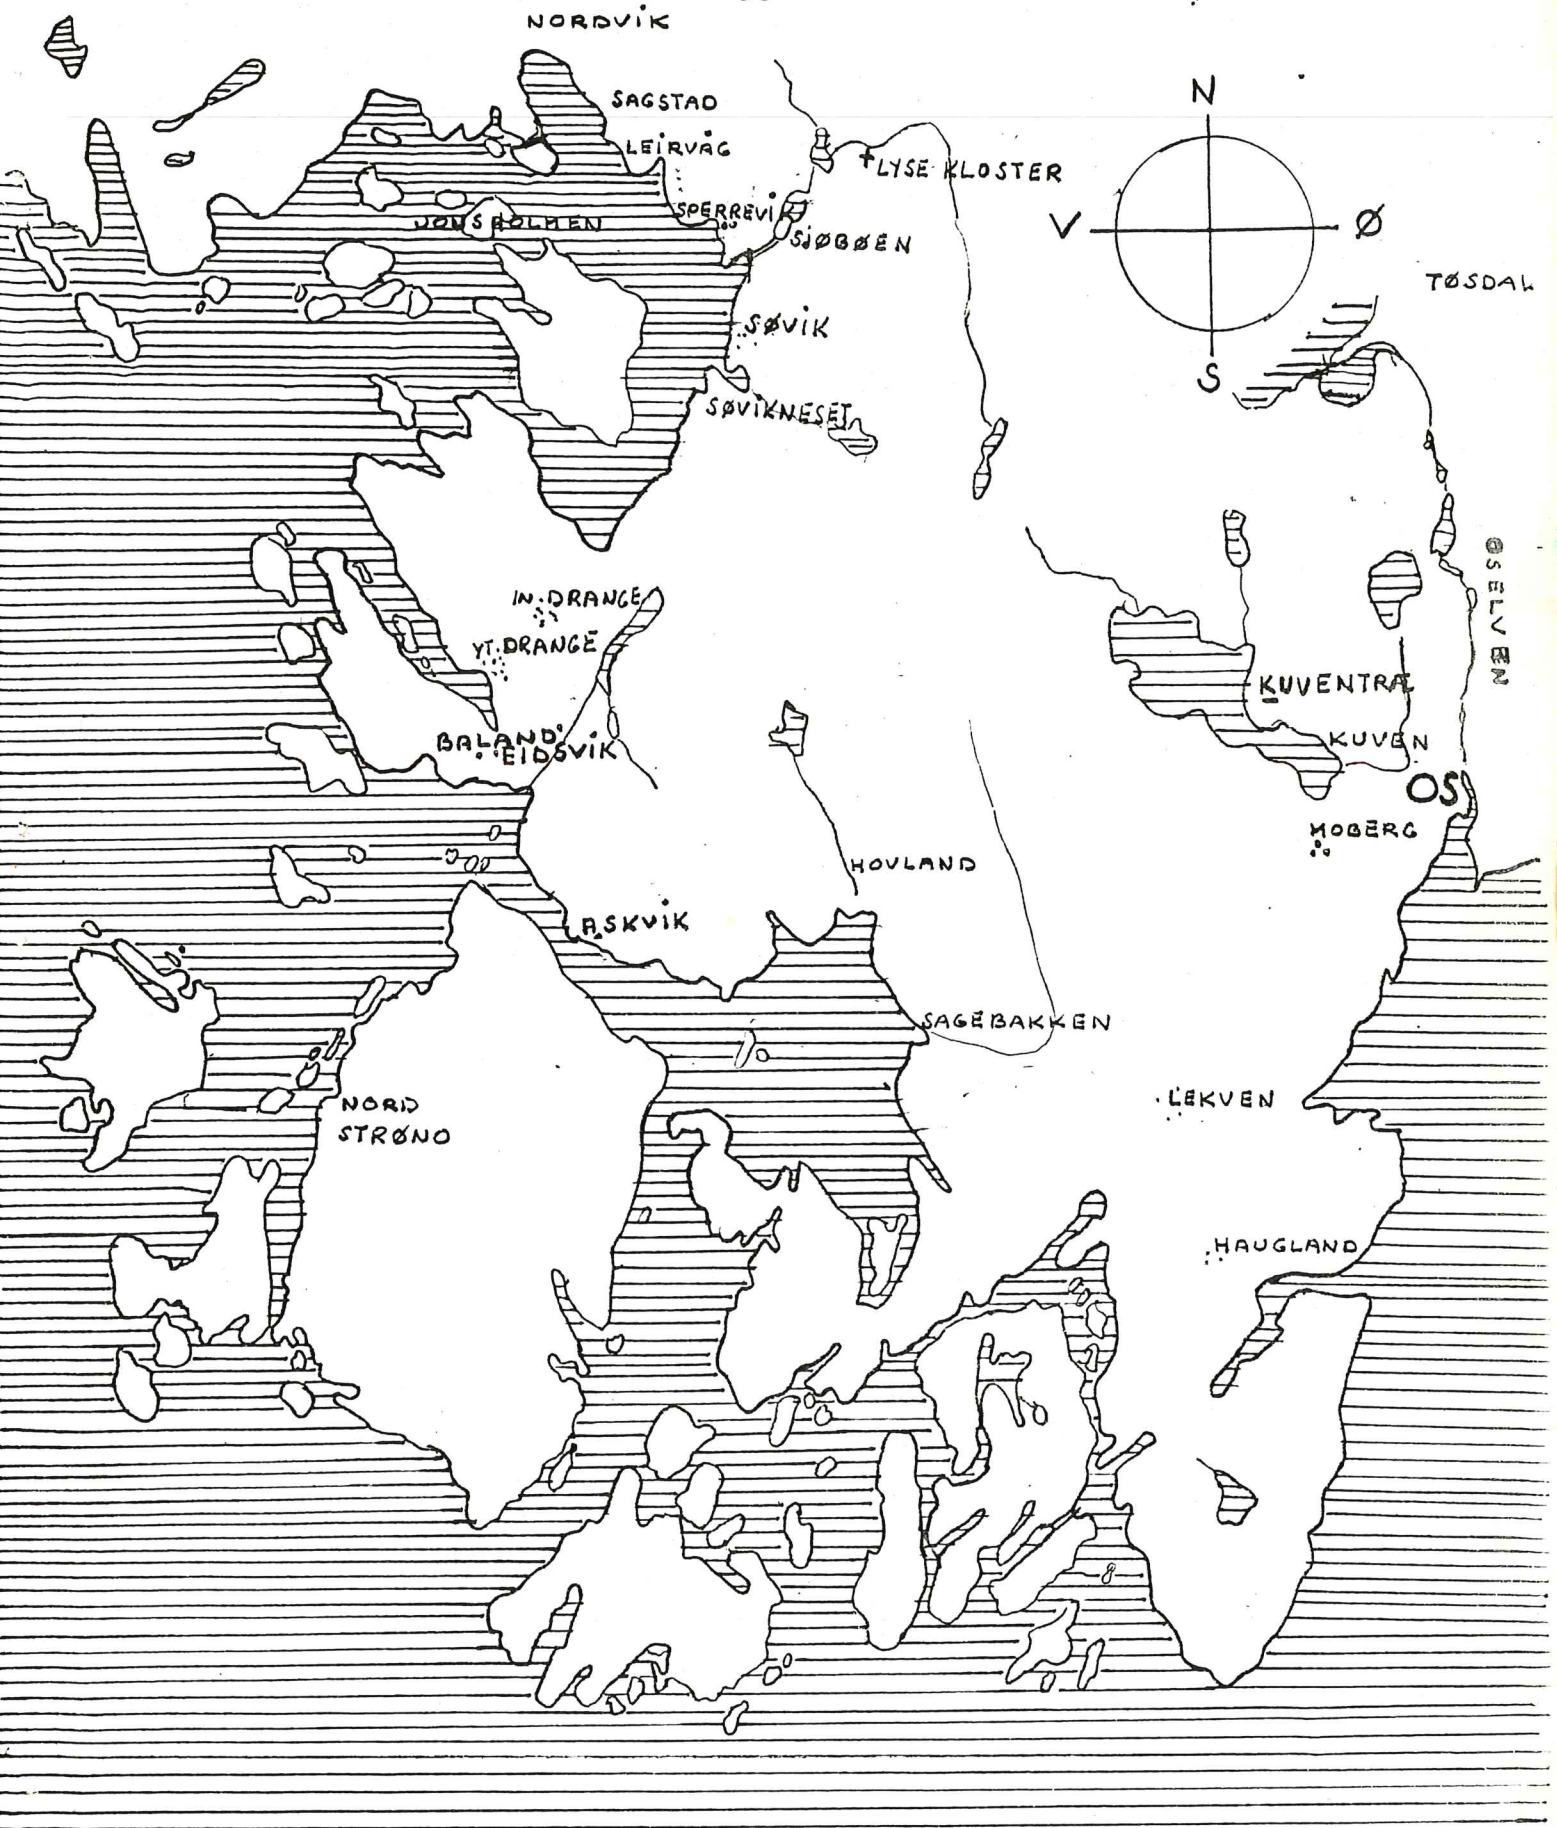 NORDVIK
SAGSTAD
LEIRVÅG
N
LYSE KLOSTER
JONSHOLMEN
SPERREVI
V
Ø
SJØBØEN
TØSDAL
SØVIK
S
SØVIKNESET
OSELVEN
IN. DRANGE
YT. DRANGE
KUVENTRÆ
BALAND
EIDSVIK
KUVEN
OS
MOBERG
HOVLAND
ASKVIK
SAGEBAKKEN
NORD
STRØNO
LEKVEN
HAUGLAND